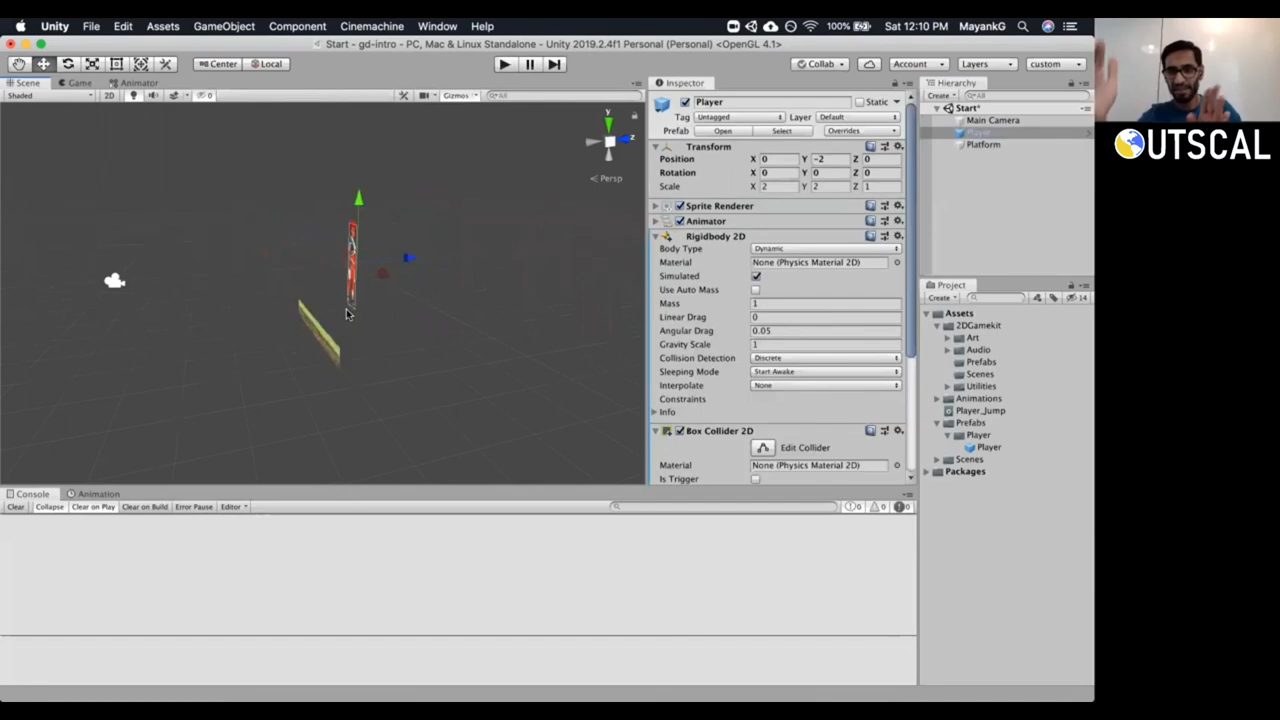 Unity File Edit Assets GameObject Component Cinemachine Window Help 100% Sat 12:10 PM MayankG
Start - gd-intro - PC, Mac & Linux Standalone - Unity 2019.2.4f1 Personal (Personal) <OpenGL 4.1>
Center Local Collab Account Layers custom
Scene Game Animator
Shaded 2D 0 Gizmos All
y
z
Persp
Inspector
Player Static
Tag Untagged Layer Default
Prefab Open Select Overrides
Transform
Position X 0 Y -2 Z 0
Rotation X 0 Y 0 Z 0
Scale X 2 Y 2 Z 1
Sprite Renderer
Animator
Rigidbody 2D
Body Type Dynamic
Material None (Physics Material 2D)
Simulated
Use Auto Mass
Mass 1
Linear Drag 0
Angular Drag 0.05
Gravity Scale 1
Collision Detection Discrete
Sleeping Mode Start Awake
Interpolate None
Constraints
Info
Box Collider 2D
Edit Collider
Material None (Physics Material 2D)
Is Trigger
Hierarchy
Create All
Start*
Main Camera
Player
Platform
Project
Create 14
Assets
2DGamekit
Art
Audio
Prefabs
Scenes
Utilities
Animations
Player_Jump
Prefabs
Player
Player
Scenes
Packages
Console Animation
Clear Collapse Clear on Play Clear on Build Error Pause Editor 0 0 0
OUTSCAL